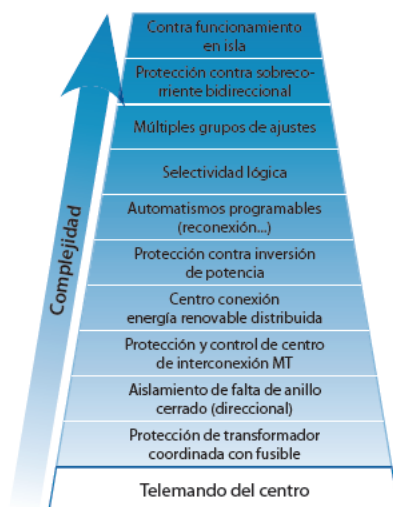 Contra funcionamiento
en isla
Protección contra sobreco-
rriente bidireccional
Múltiples grupos de ajustes
Selectividad lógica
Automatismos programables
(reconexión...)
Protección contra inversión
de potencia
Centro conexión
energía renovable distribuida
Protección y control de centro
de interconexión MT
Aislamiento de falta de anillo
cerrado (direccional)
Protección de transformador
coordinada con fusible
Telemando del centro
Complejidad